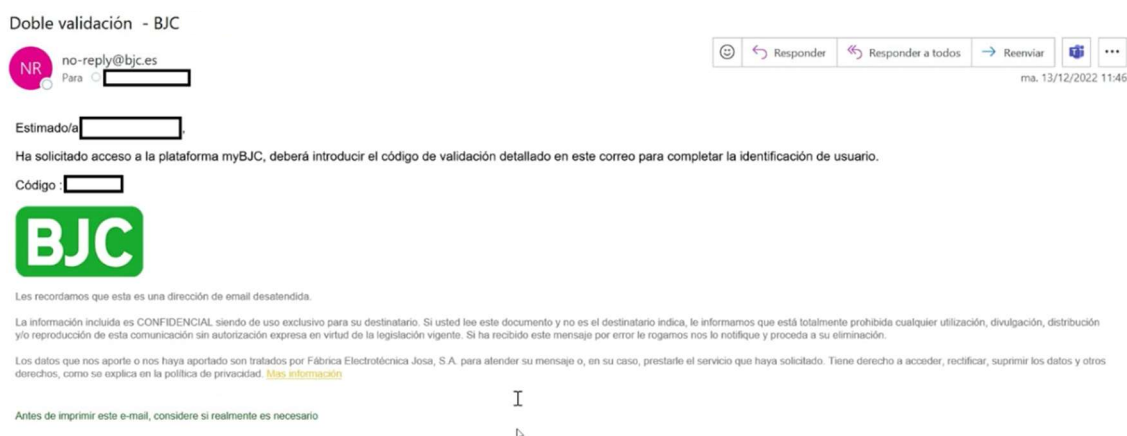 Doble validación - BJC
NR
no-reply@bjc.es
Para
Responder
Responder a todos
Reenviar
ma. 13/12/2022 11:46
Estimado/a ,
Ha solicitado acceso a la plataforma myBJC, deberá introducir el código de validación detallado en este correo para completar la identificación de usuario.
Código :
BJC
Les recordamos que esta es una dirección de email desatendida.
La información incluida es CONFIDENCIAL siendo de uso exclusivo para su destinatario. Si usted lee este documento y no es el destinatario indica, le informamos que está totalmente prohibida cualquier utilización, divulgación, distribución
y/o reproducción de esta comunicación sin autorización expresa en virtud de la legislación vigente. Si ha recibido este mensaje por error le rogamos nos lo notifique y proceda a su eliminación.
Los datos que nos aporte o nos haya aportado son tratados por Fábrica Electrotécnica Josa, S.A. para atender su mensaje o, en su caso, prestarle el servicio que haya solicitado. Tiene derecho a acceder, rectificar, suprimir los datos y otros
derechos, como se explica en la política de privacidad. Mas información
Antes de imprimir este e-mail, considere si realmente es necesario